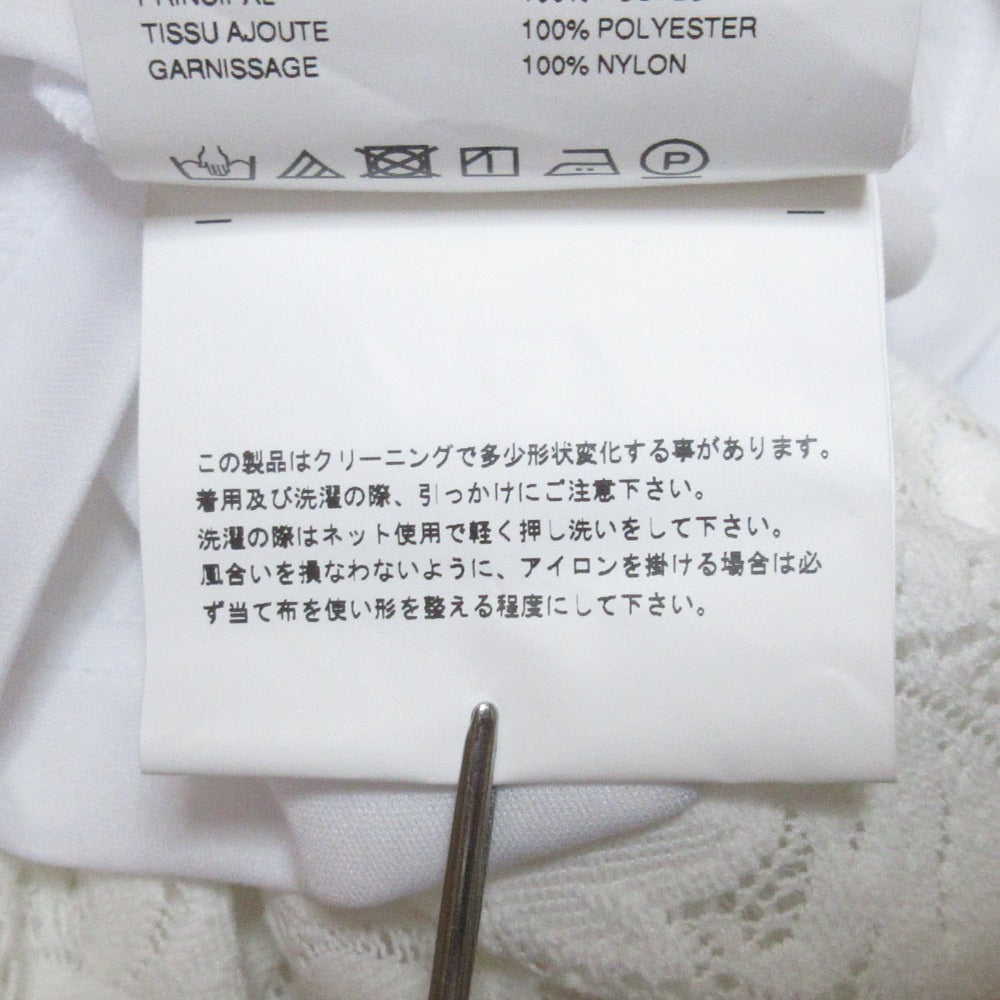 PRINCIPAL
TISSU AJOUTE 100% POLYESTER
GARNISSAGE 100% NYLON
P
この製品はクリーニングで多少形状変化する事があります。
着用及び洗濯の際、引っかけにご注意下さい。
洗濯の際はネット使用で軽く押し洗いをして下さい。
風合いを損なわないように、アイロンを掛ける場合は必
ず当て布を使い形を整える程度にして下さい。